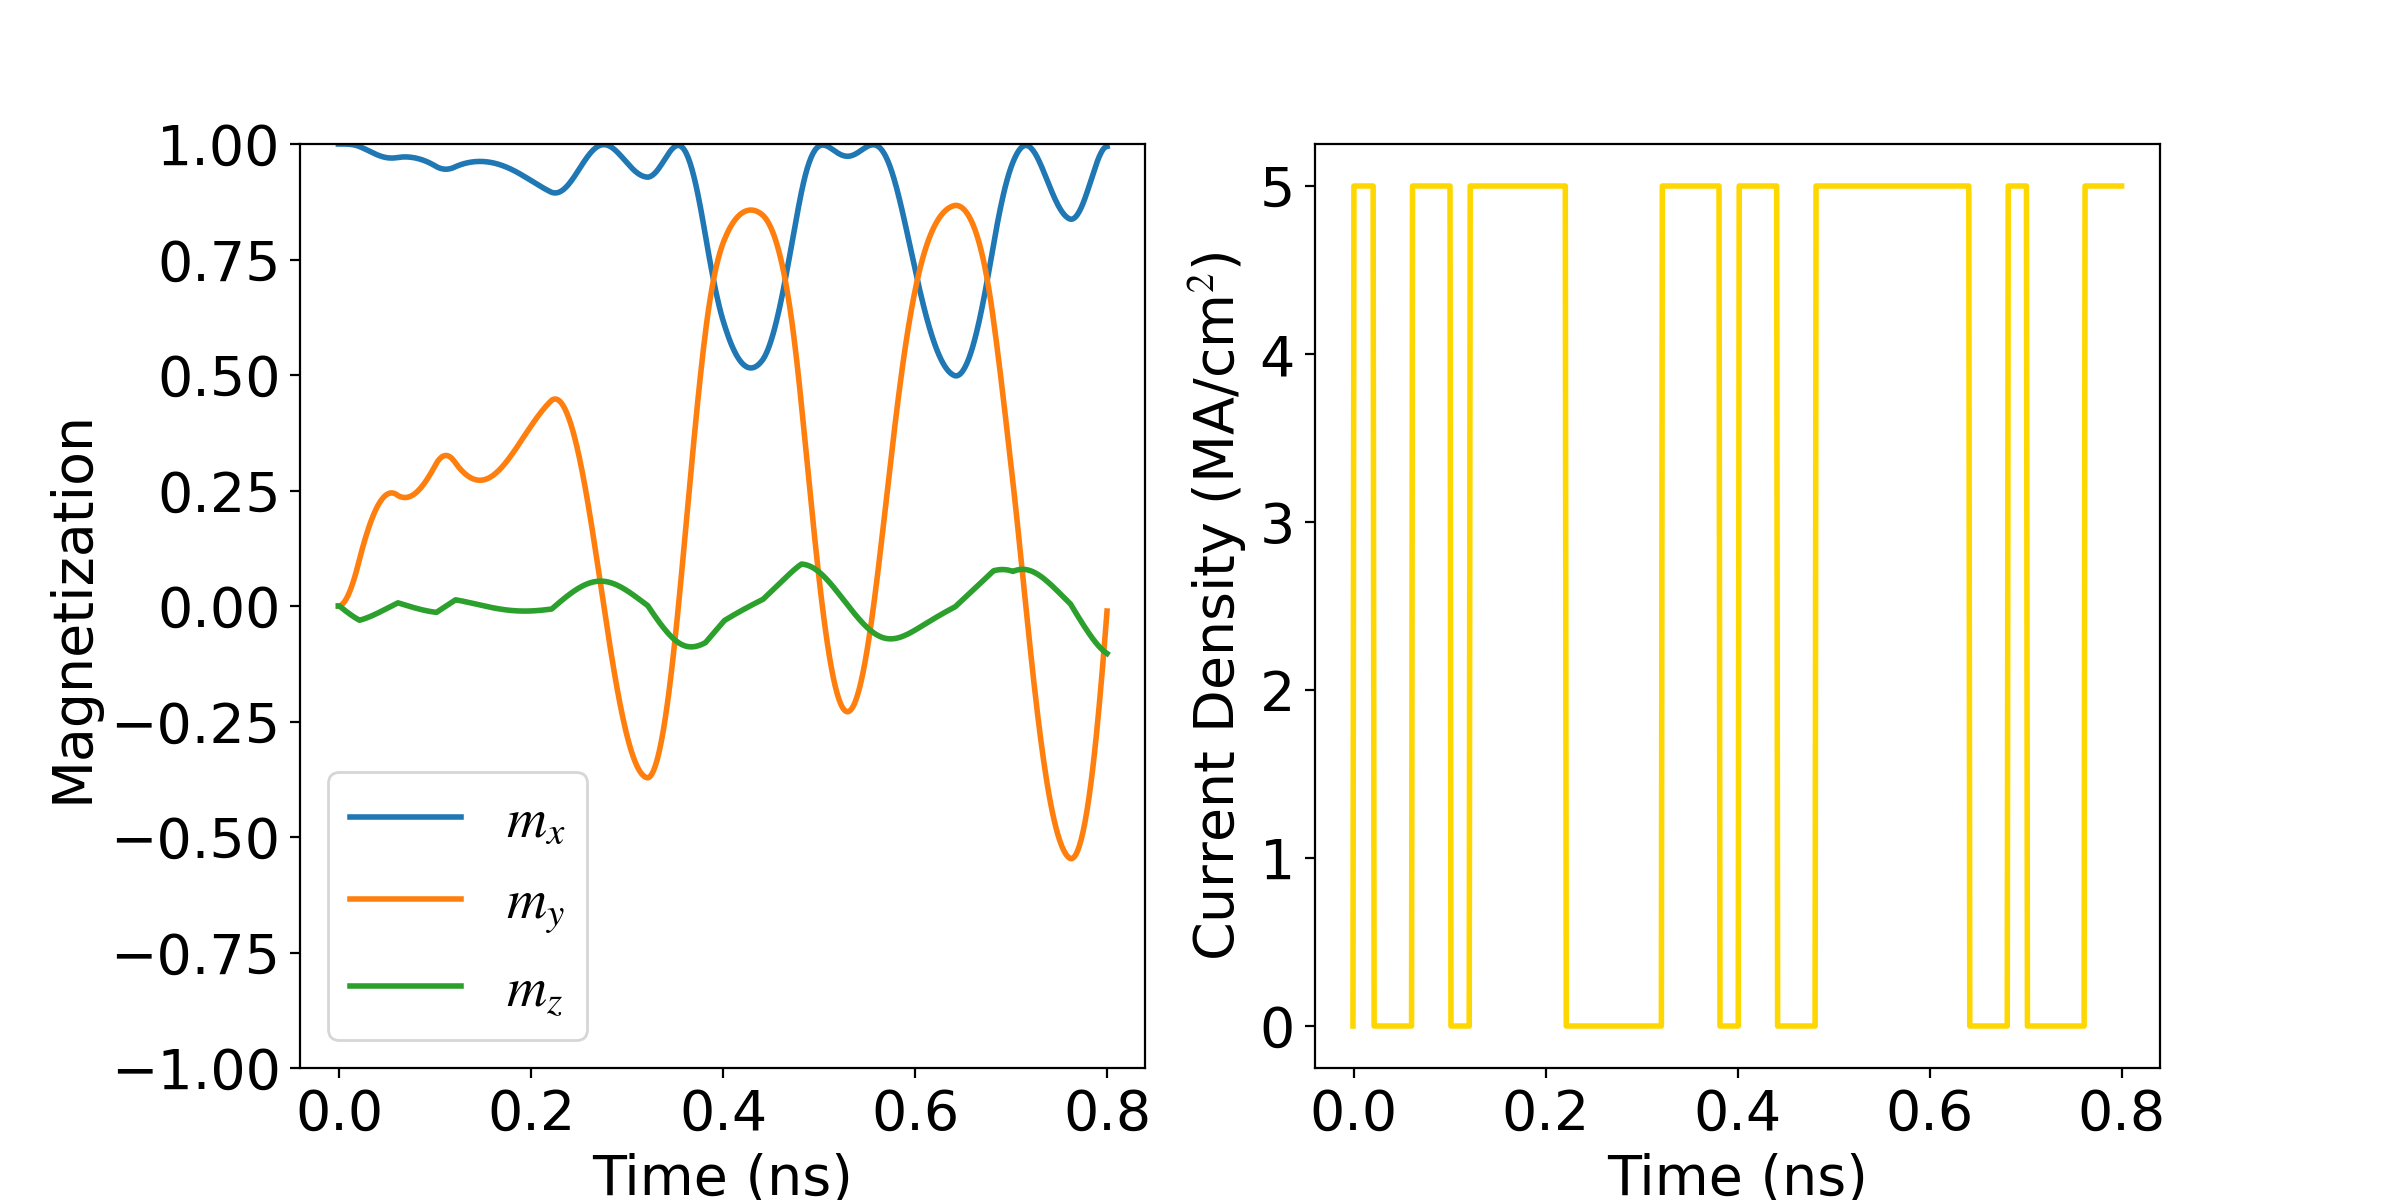 Magnetization
1.00
0.75
0.50
0.25
0.00
−0.25
−0.50
−0.75
−1.00
m_x
m_y
m_z
0.0 0.2 0.4 0.6 0.8
Time (ns)
Current Density (MA/cm²)
5
4
3
2
1
0
0.0 0.2 0.4 0.6 0.8
Time (ns)